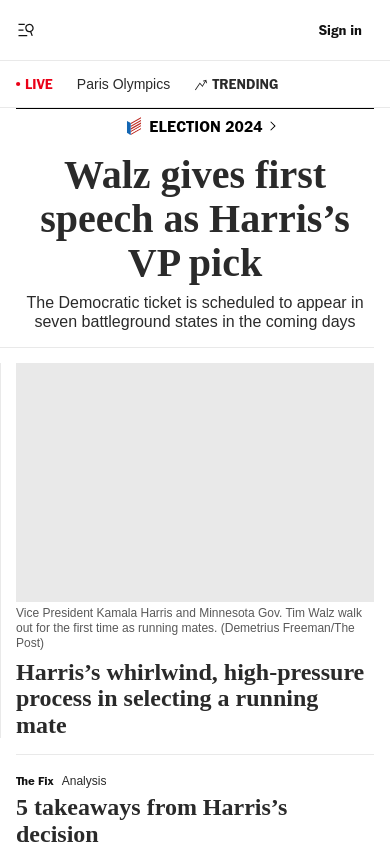 Sign in
LIVE Paris Olympics TRENDING
ELECTION 2024
Walz gives first
speech as Harris’s
VP pick
The Democratic ticket is scheduled to appear in
seven battleground states in the coming days
Vice President Kamala Harris and Minnesota Gov. Tim Walz walk
out for the first time as running mates. (Demetrius Freeman/The
Post)
Harris’s whirlwind, high-pressure
process in selecting a running
mate
The Fix Analysis
5 takeaways from Harris’s
decision